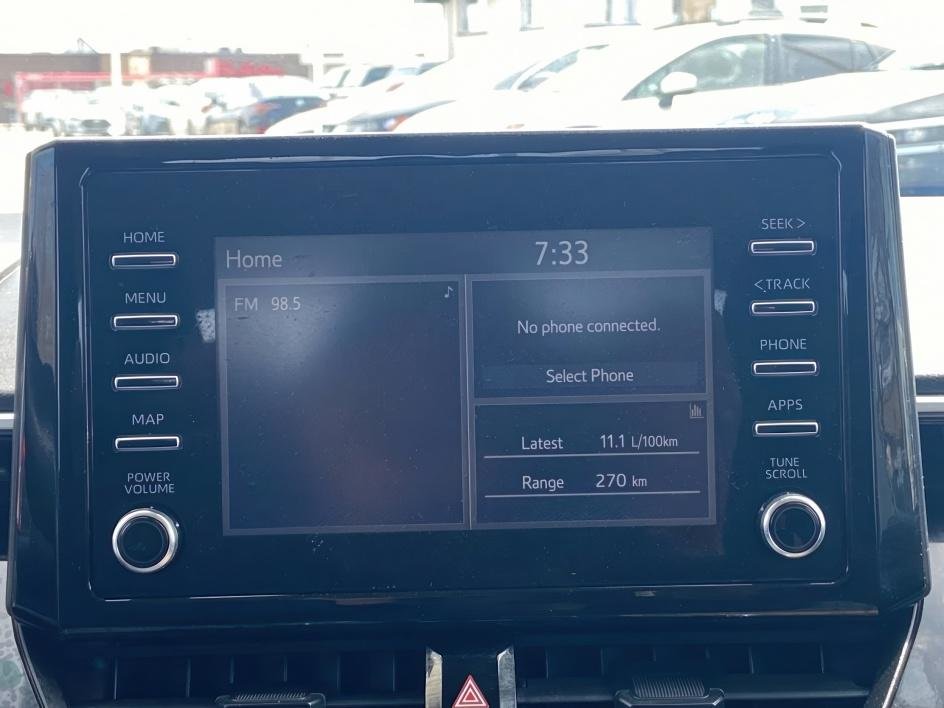 HOME
MENU
AUDIO
MAP
POWER
VOLUME
Home 7:33
FM 98.5
No phone connected.
Select Phone
Latest 11.1 L/100km
Range 270 km
SEEK >
< TRACK
PHONE
APPS
TUNE
SCROLL